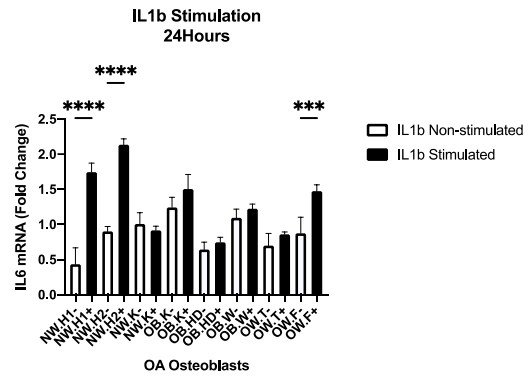 IL1b Stimulation
24Hours
**** **** ***
IL1b Non-stimulated
IL1b Stimulated
IL6 mRNA (Fold Change)
2.5
2.0
1.5
1.0
0.5
0.0
NW.H1-
NW.H1+
NW.H2-
NW.H2+
NW.K-
NW.K+
OB.K-
OB.K+
OB.HD-
OB.HD+
OB.W-
OB.W+
OW.T-
OW.T+
OW.F-
OW.F+
OA Osteoblasts